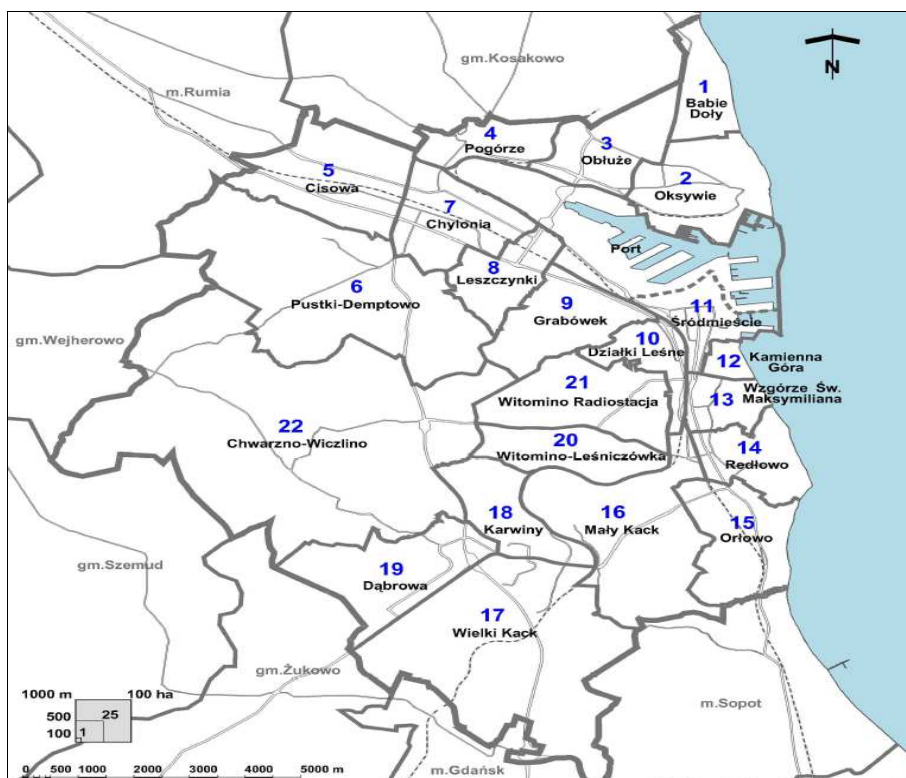 gm.Kosakowo
N
m.Rumia
1
Babie
Doły
4
Pogórze
3
Obłuże
5
Cisowa
2
Oksywie
7
Chylonia
Port
8
Leszczynki
6
Pustki-Demptowo
9
Grabówek
11
Śródmieście
gm.Wejherowo
10
Działki Leśne
12
Kamienna
Góra
21
Witomino Radiostacja
13
Wzgórze Św.
Maksymiliana
22
Chwarzno-Wiczlino
20
Witomino-Leśniczówka
14
Redłowo
18
Karwiny
16
Mały Kack
15
Orłowo
gm.Szemud
19
Dąbrowa
17
Wielki Kack
gm.Żukowo
m.Sopot
1000 m 100 ha
500 25
100 1
m.Gdańsk
0 500 1000 2000 3000 4000 5000 m